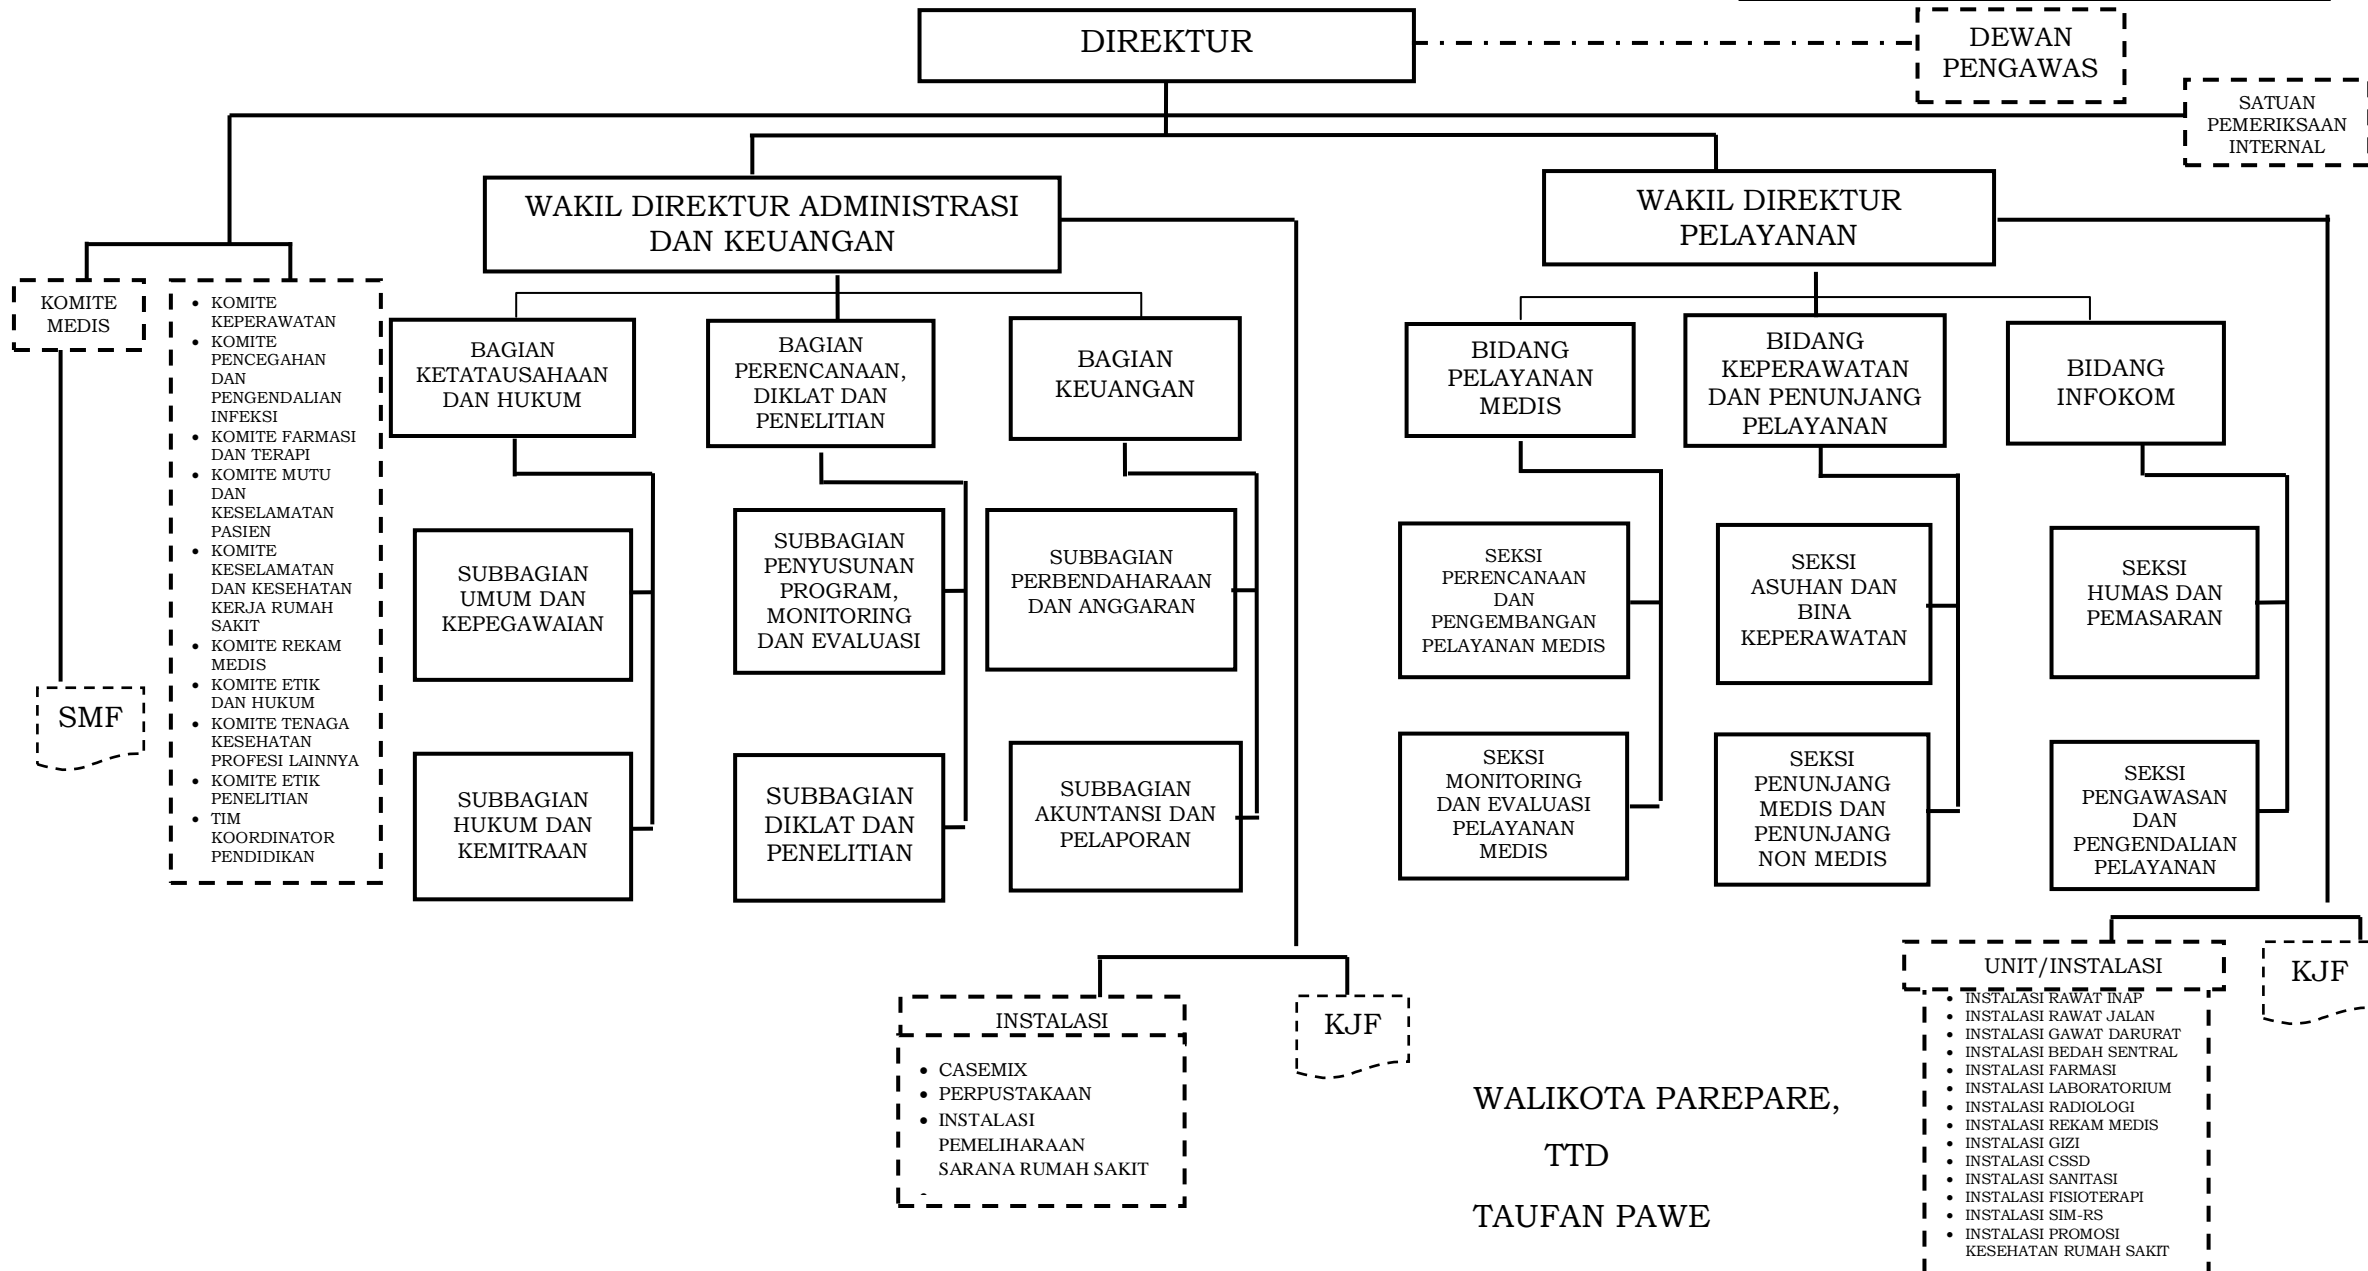 DIREKTUR
DEWAN
PENGAWAS
SATUAN
PEMERIKSAAN
INTERNAL
WAKIL DIREKTUR ADMINISTRASI
DAN KEUANGAN
WAKIL DIREKTUR
PELAYANAN
KOMITE
MEDIS
• KOMITE
KEPERAWATAN
• KOMITE
PENCEGAHAN
DAN
PENGENDALIAN
INFEKSI
• KOMITE FARMASI
DAN TERAPI
• KOMITE MUTU
DAN
KESELAMATAN
PASIEN
• KOMITE
KESELAMATAN
DAN KESEHATAN
KERJA RUMAH
SAKIT
• KOMITE REKAM
MEDIS
• KOMITE ETIK
DAN HUKUM
• KOMITE TENAGA
KESEHATAN
PROFESI LAINNYA
• KOMITE ETIK
PENELITIAN
• TIM
KOORDINATOR
PENDIDIKAN
BAGIAN
KETATAUSAHAAN
DAN HUKUM
BAGIAN
PERENCANAAN,
DIKLAT DAN
PENELITIAN
BAGIAN
KEUANGAN
BIDANG
PELAYANAN
MEDIS
BIDANG
KEPERAWATAN
DAN PENUNJANG
PELAYANAN
BIDANG
INFOKOM
SUBBAGIAN
UMUM DAN
KEPEGAWAIAN
SUBBAGIAN
PENYUSUNAN
PROGRAM,
MONITORING
DAN EVALUASI
SUBBAGIAN
PERBENDAHARAAN
DAN ANGGARAN
SEKSI
PERENCANAAN
DAN
PENGEMBANGAN
PELAYANAN MEDIS
SEKSI
ASUHAN DAN
BINA
KEPERAWATAN
SEKSI
HUMAS DAN
PEMASARAN
SMF
SUBBAGIAN
HUKUM DAN
KEMITRAAN
SUBBAGIAN
DIKLAT DAN
PENELITIAN
SUBBAGIAN
AKUNTANSI DAN
PELAPORAN
SEKSI
MONITORING
DAN EVALUASI
PELAYANAN
MEDIS
SEKSI
PENUNJANG
MEDIS DAN
PENUNJANG
NON MEDIS
SEKSI
PENGAWASAN
DAN
PENGENDALIAN
PELAYANAN
INSTALASI
• CASEMIX
• PERPUSTAKAAN
• INSTALASI
PEMELIHARAAN
SARANA RUMAH SAKIT
KJF
WALIKOTA PAREPARE,
TTD
TAUFAN PAWE
UNIT/INSTALASI
• INSTALASI RAWAT INAP
• INSTALASI RAWAT JALAN
• INSTALASI GAWAT DARURAT
• INSTALASI BEDAH SENTRAL
• INSTALASI FARMASI
• INSTALASI LABORATORIUM
• INSTALASI RADIOLOGI
• INSTALASI REKAM MEDIS
• INSTALASI GIZI
• INSTALASI CSSD
• INSTALASI SANITASI
• INSTALASI FISIOTERAPI
• INSTALASI SIM-RS
• INSTALASI PROMOSI
KESEHATAN RUMAH SAKIT
KJF